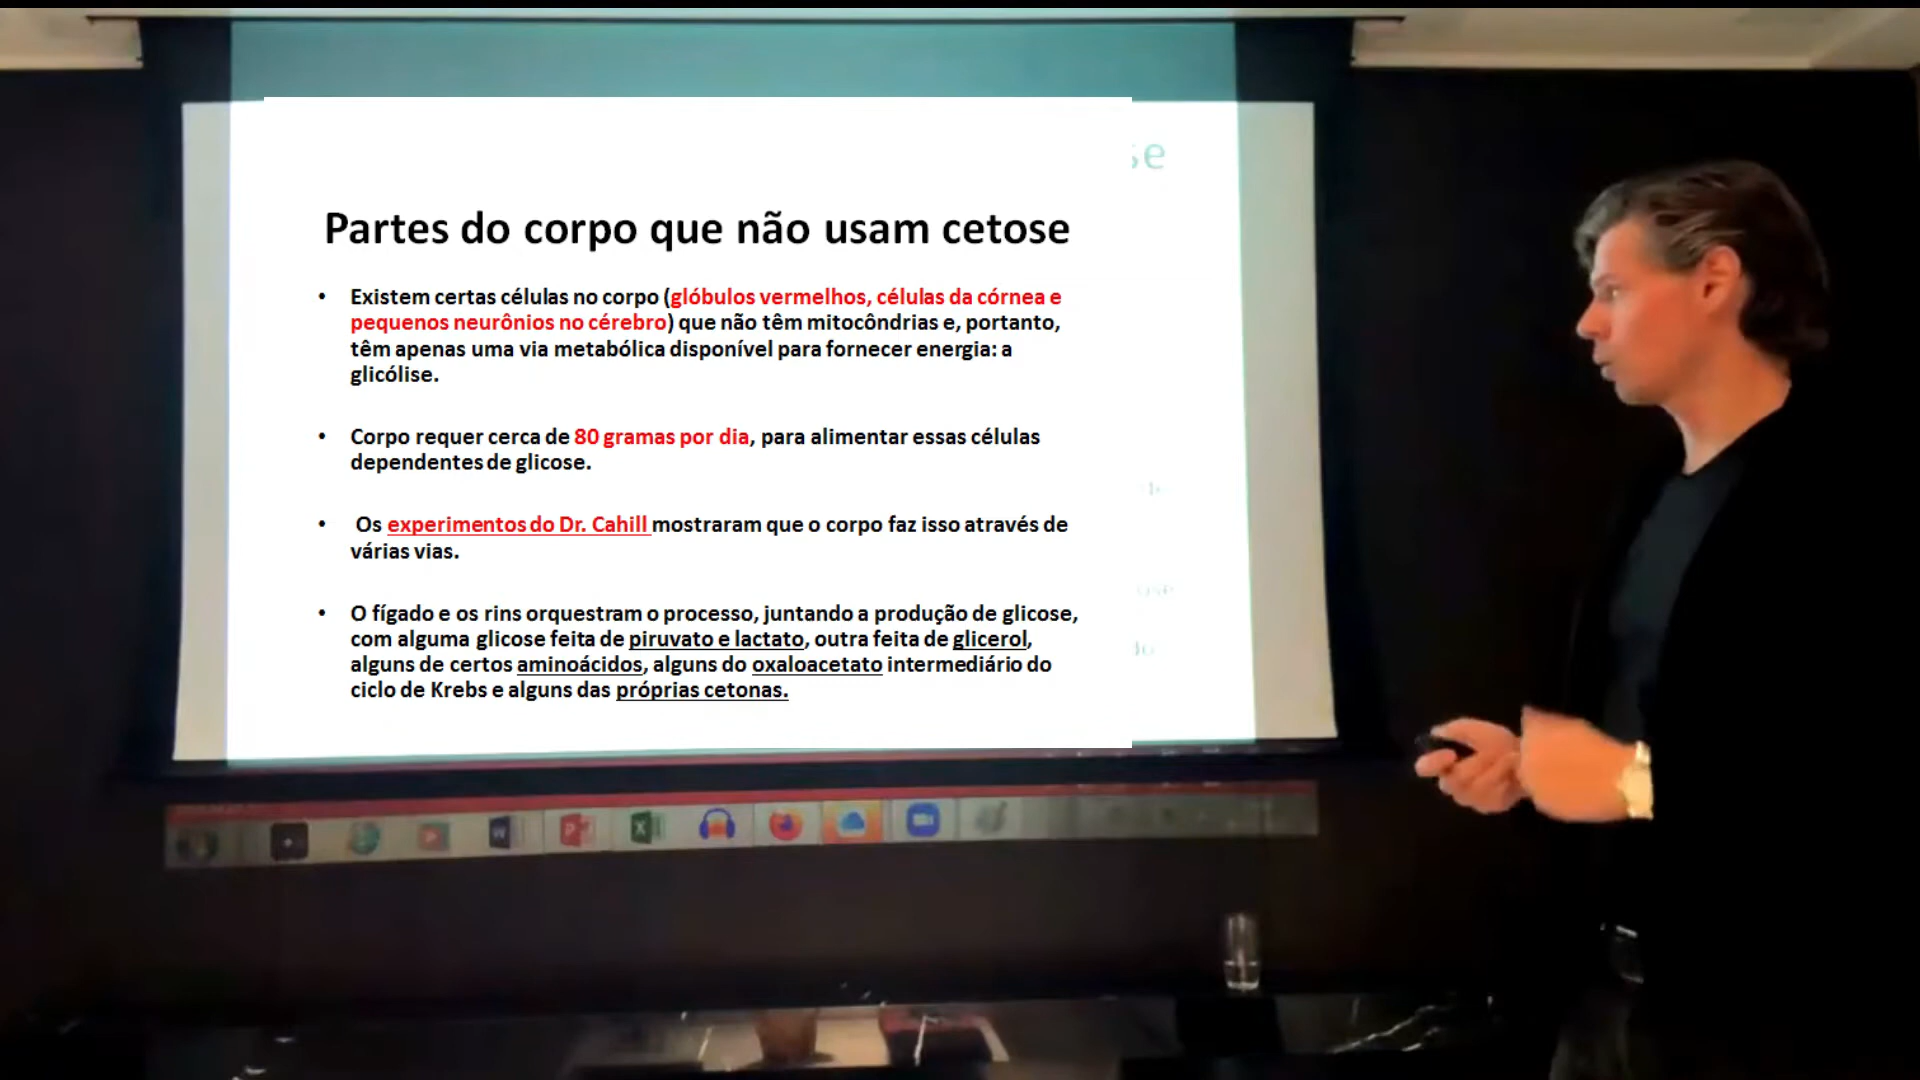 se
Partes do corpo que não usam cetose
• Existem certas células no corpo (glóbulos vermelhos, células da córnea e
pequenos neurônios no cérebro) que não têm mitocôndrias e, portanto,
têm apenas uma via metabólica disponível para fornecer energia: a
glicólise.
• Corpo requer cerca de 80 gramas por dia, para alimentar essas células
dependentes de glicose.
• Os experimentos do Dr. Cahill mostraram que o corpo faz isso através de
várias vias.
• O fígado e os rins orquestram o processo, juntando a produção de glicose,
com alguma glicose feita de piruvato e lactato, outra feita de glicerol,
alguns de certos aminoácidos, alguns do oxaloacetato intermediário do
ciclo de Krebs e alguns das próprias cetonas.